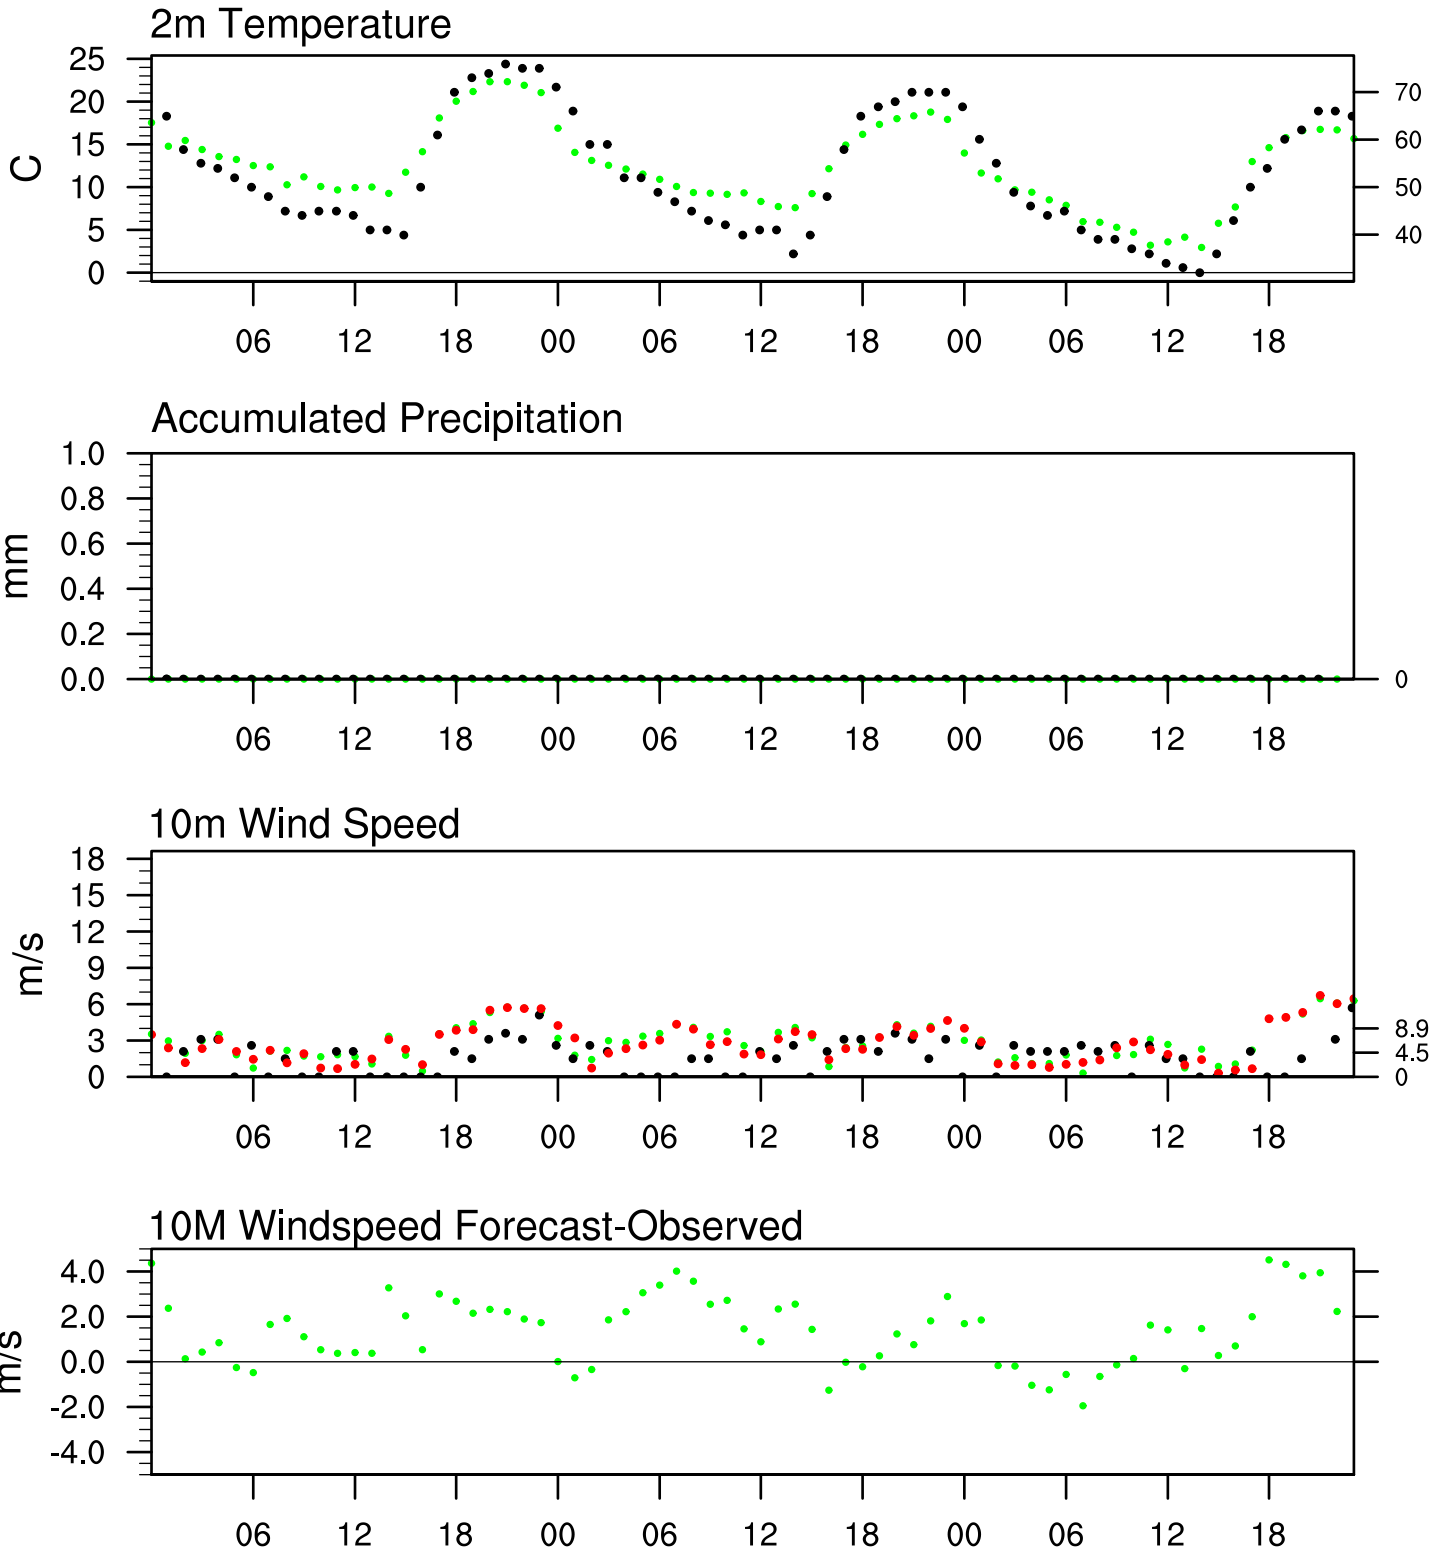 2m Temperature
25
20
15
10
5
0
C
70
60
50
40
06 12 18 00 06 12 18 00 06 12 18
Accumulated Precipitation
1.0
0.8
0.6
0.4
0.2
0.0
mm
0
06 12 18 00 06 12 18 00 06 12 18
10m Wind Speed
18
15
12
9
6
3
0
m/s
8.9
4.5
0
06 12 18 00 06 12 18 00 06 12 18
10M Windspeed Forecast-Observed
4.0
2.0
0.0
-2.0
-4.0
m/s
06 12 18 00 06 12 18 00 06 12 18